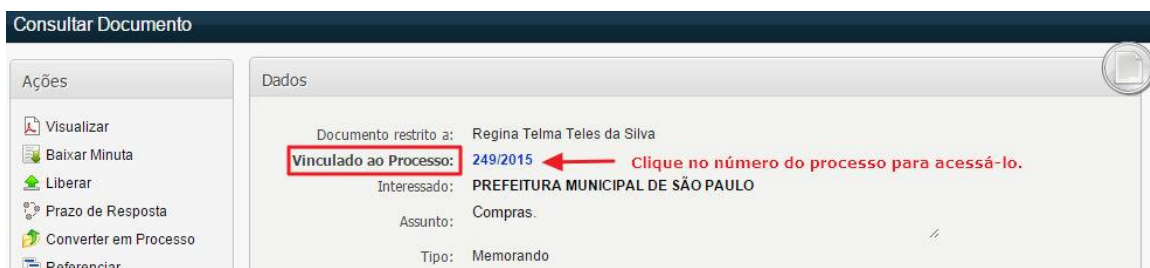 Consultar Documento
Ações
Visualizar
Baixar Minuta
Liberar
Prazo de Resposta
Converter em Processo
Referenciar
Dados
Documento restrito a: Regina Telma Teles da Silva
Vinculado ao Processo: 249/2015 Clique no número do processo para acessá-lo.
Interessado: PREFEITURA MUNICIPAL DE SÃO PAULO
Assunto: Compras.
Tipo: Memorando